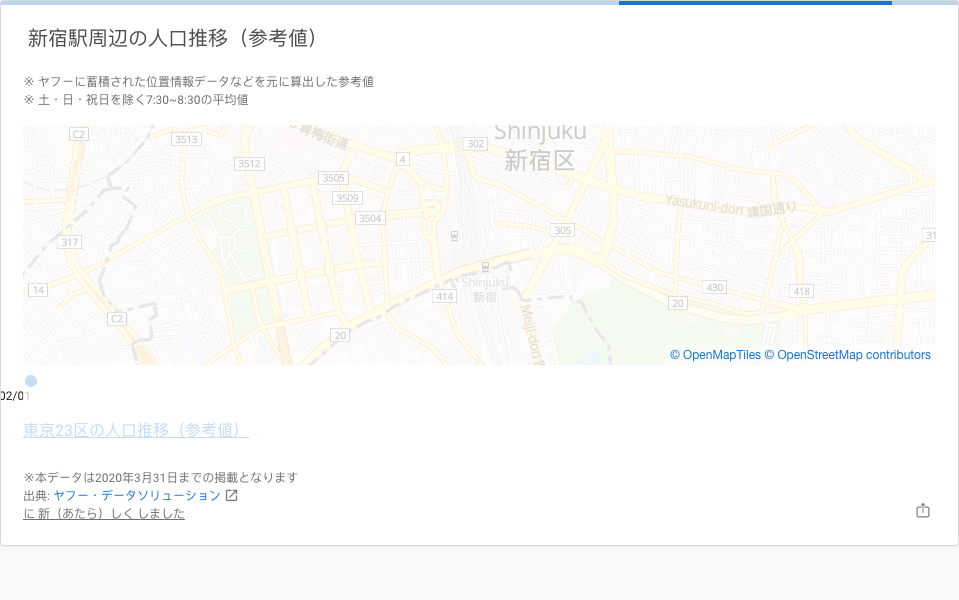 新宿駅周辺の人口推移（参考値）
※ ヤフーに蓄積された位置情報データなどを元に算出した参考値
※ 土・日・祝日を除く7:30~8:30の平均値
Shinjuku
新宿区
C2
3513
青梅街道
302
4
3512
3505
3509
3504
Yasukuni-dori 靖国通り
305
317
31
Shinjuku
新宿
14
414
430
418
20
C2
20
Meiji-dori
© OpenMapTiles © OpenStreetMap contributors
02/01
東京23区の人口推移（参考値）
※本データは2020年3月31日までの掲載となります
出典: ヤフー・データソリューション
に 新（あたら）しく しました